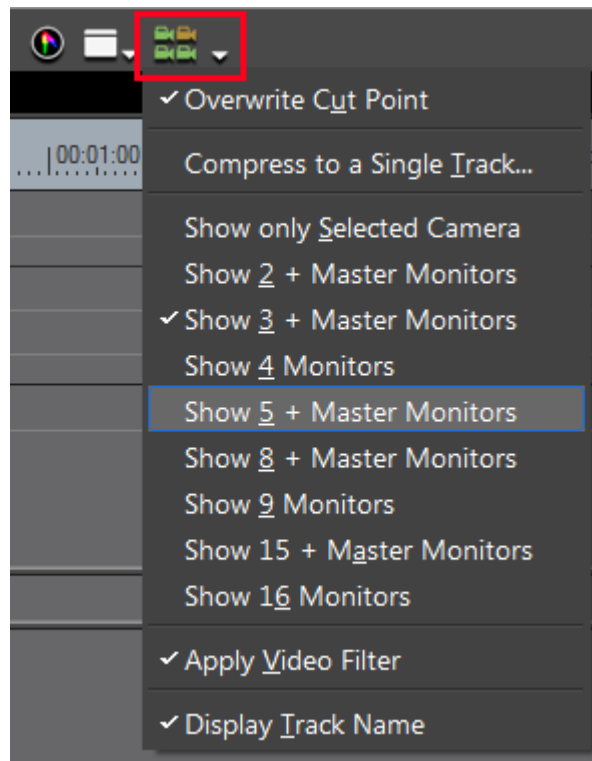 Overwrite Cut Point
00:01:00
Compress to a Single Track...
Show only Selected Camera
Show 2 + Master Monitors
Show 3 + Master Monitors
Show 4 Monitors
Show 5 + Master Monitors
Show 8 + Master Monitors
Show 9 Monitors
Show 15 + Master Monitors
Show 16 Monitors
Apply Video Filter
Display Track Name